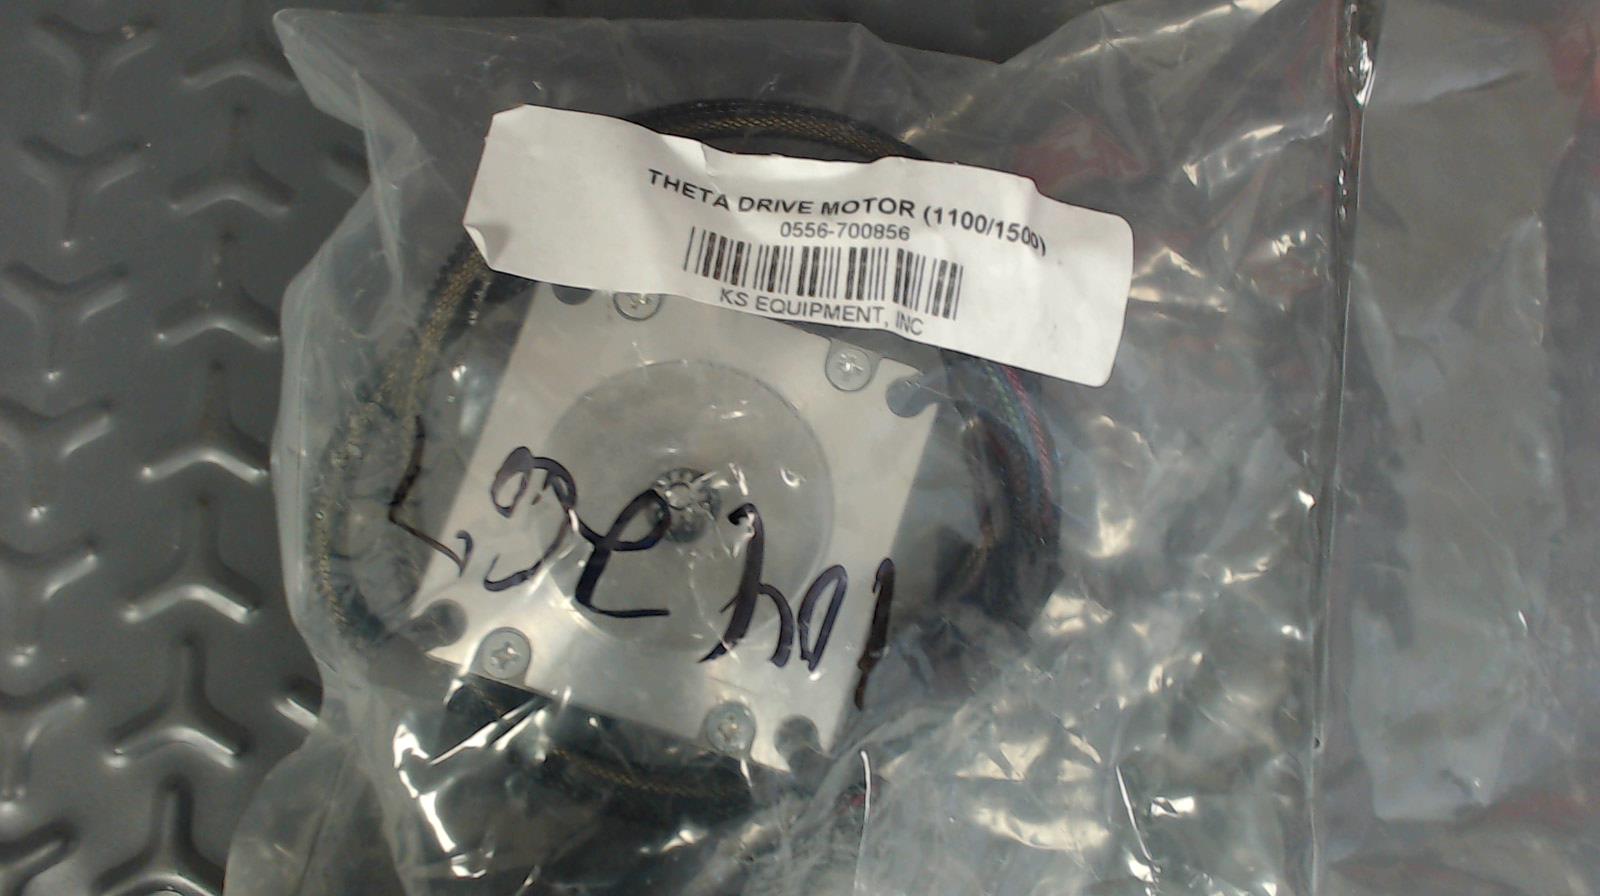 THETA DRIVE MOTOR (1100/1500)
0556-700856
KS EQUIPMENT, INC